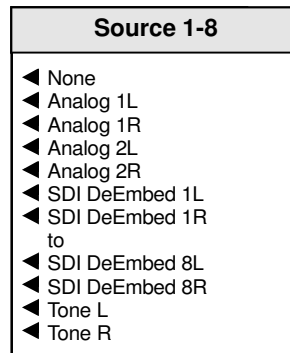 Source 1-8
None
Analog 1L
Analog 1R
Analog 2L
Analog 2R
SDI DeEmbed 1L
SDI DeEmbed 1R
to
SDI DeEmbed 8L
SDI DeEmbed 8R
Tone L
Tone R